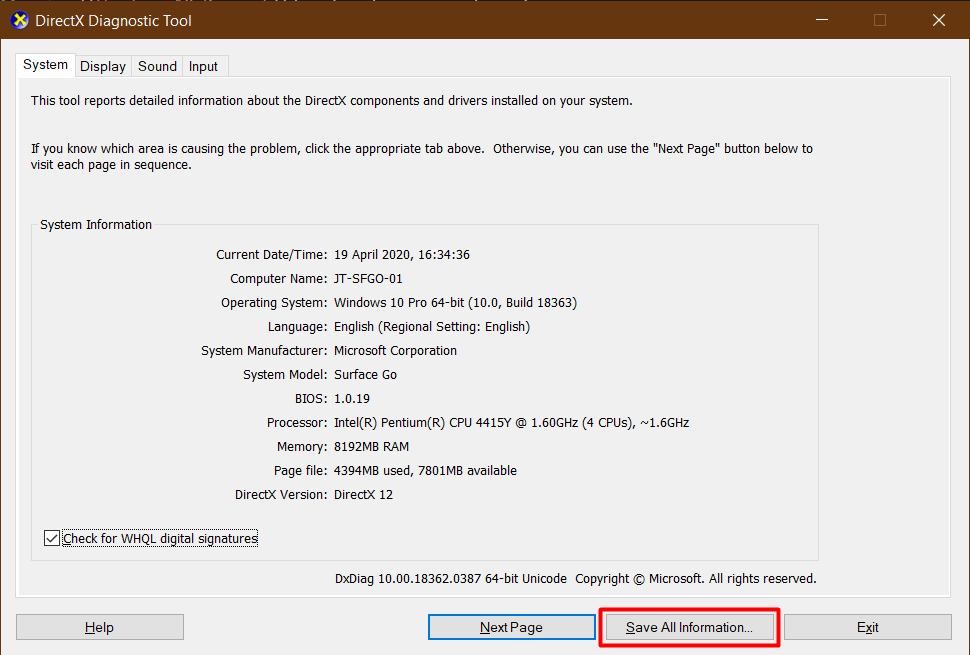 DirectX Diagnostic Tool
System Display Sound Input
This tool reports detailed information about the DirectX components and drivers installed on your system.
If you know which area is causing the problem, click the appropriate tab above.  Otherwise, you can use the "Next Page" button below to
visit each page in sequence.
System Information
Current Date/Time: 19 April 2020, 16:34:36
Computer Name: JT-SFGO-01
Operating System: Windows 10 Pro 64-bit (10.0, Build 18363)
Language: English (Regional Setting: English)
System Manufacturer: Microsoft Corporation
System Model: Surface Go
BIOS: 1.0.19
Processor: Intel(R) Pentium(R) CPU 4415Y @ 1.60GHz (4 CPUs), ~1.6GHz
Memory: 8192MB RAM
Page file: 4394MB used, 7801MB available
DirectX Version: DirectX 12
Check for WHQL digital signatures
DxDiag 10.00.18362.0387 64-bit Unicode  Copyright © Microsoft. All rights reserved.
Help Next Page Save All Information... Exit